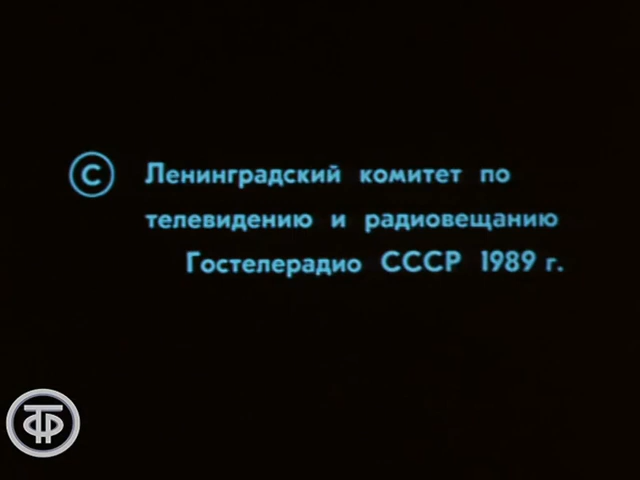 © Ленинградский комитет по
телевидению и радиовещанию
Гостелерадио СССР 1989 г.